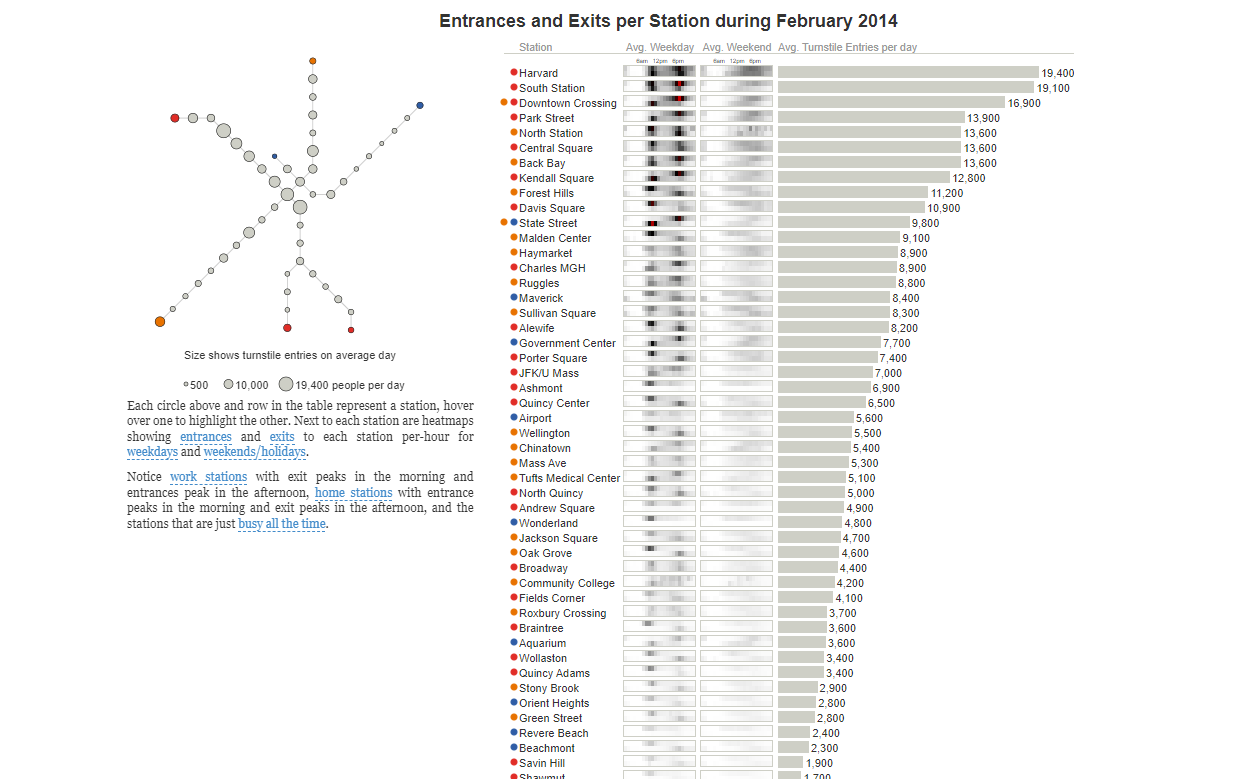 Entrances and Exits per Station during February 2014
Station Avg. Weekday Avg. Weekend Avg. Turnstile Entries per day
6am 12pm 6pm 6am 12pm 6pm
Harvard 19,400
South Station 19,100
Downtown Crossing 16,900
Park Street 13,900
North Station 13,600
Central Square 13,600
Back Bay 13,600
Kendall Square 12,800
Forest Hills 11,200
Davis Square 10,900
State Street 9,800
Malden Center 9,100
Haymarket 8,900
Charles MGH 8,900
Ruggles 8,800
Maverick 8,400
Sullivan Square 8,300
Alewife 8,200
Government Center 7,700
Porter Square 7,400
JFK/U Mass 7,000
Ashmont 6,900
Quincy Center 6,500
Airport 5,600
Wellington 5,500
Chinatown 5,400
Mass Ave 5,300
Tufts Medical Center 5,100
North Quincy 5,000
Andrew Square 4,900
Wonderland 4,800
Jackson Square 4,700
Oak Grove 4,600
Broadway 4,400
Community College 4,200
Fields Corner 4,100
Roxbury Crossing 3,700
Braintree 3,600
Aquarium 3,600
Wollaston 3,400
Quincy Adams 3,400
Stony Brook 2,900
Orient Heights 2,800
Green Street 2,800
Revere Beach 2,400
Beachmont 2,300
Savin Hill 1,900
Shawmut 1,700
Size shows turnstile entries on average day
500 10,000 19,400 people per day
Each circle above and row in the table represent a station, hover
over one to highlight the other. Next to each station are heatmaps
showing entrances and exits to each station per-hour for
weekdays and weekends/holidays.
Notice work stations with exit peaks in the morning and
entrances peak in the afternoon, home stations with entrance
peaks in the morning and exit peaks in the afternoon, and the
stations that are just busy all the time.